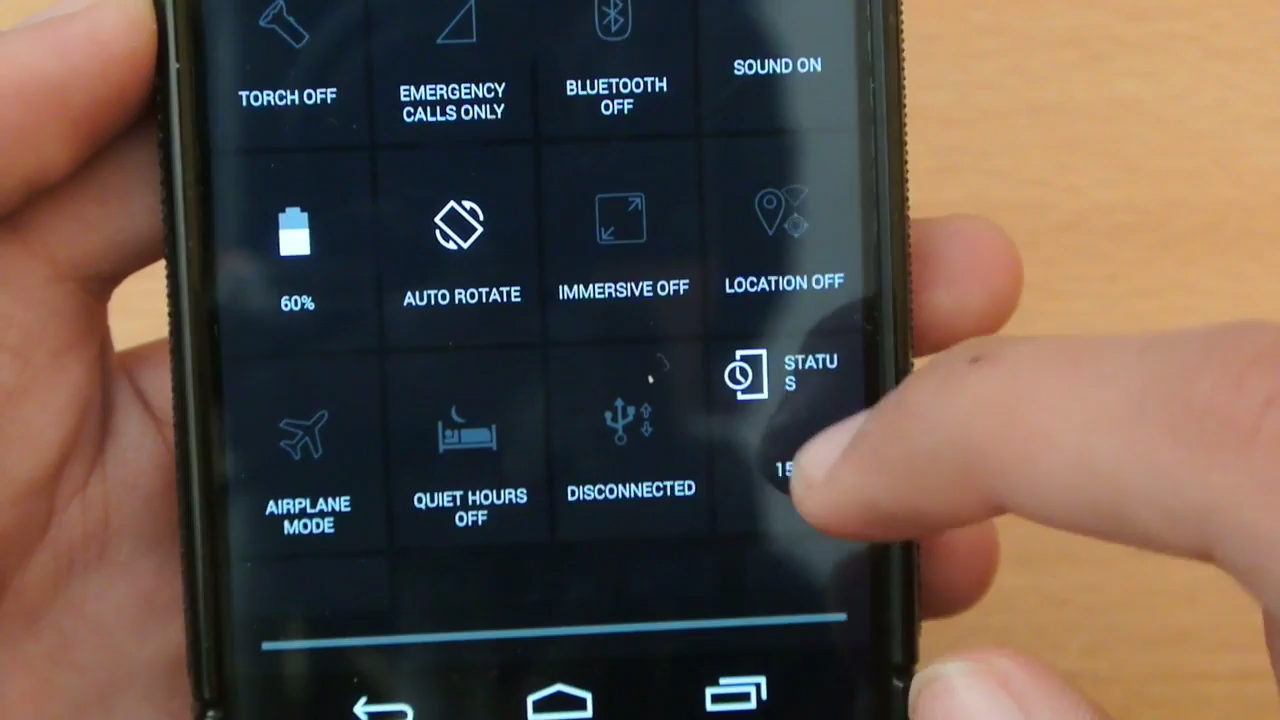 TORCH OFF
EMERGENCY
CALLS ONLY
BLUETOOTH
OFF
SOUND ON
60%
AUTO ROTATE
IMMERSIVE OFF
LOCATION OFF
STATU
S
AIRPLANE
MODE
QUIET HOURS
OFF
DISCONNECTED